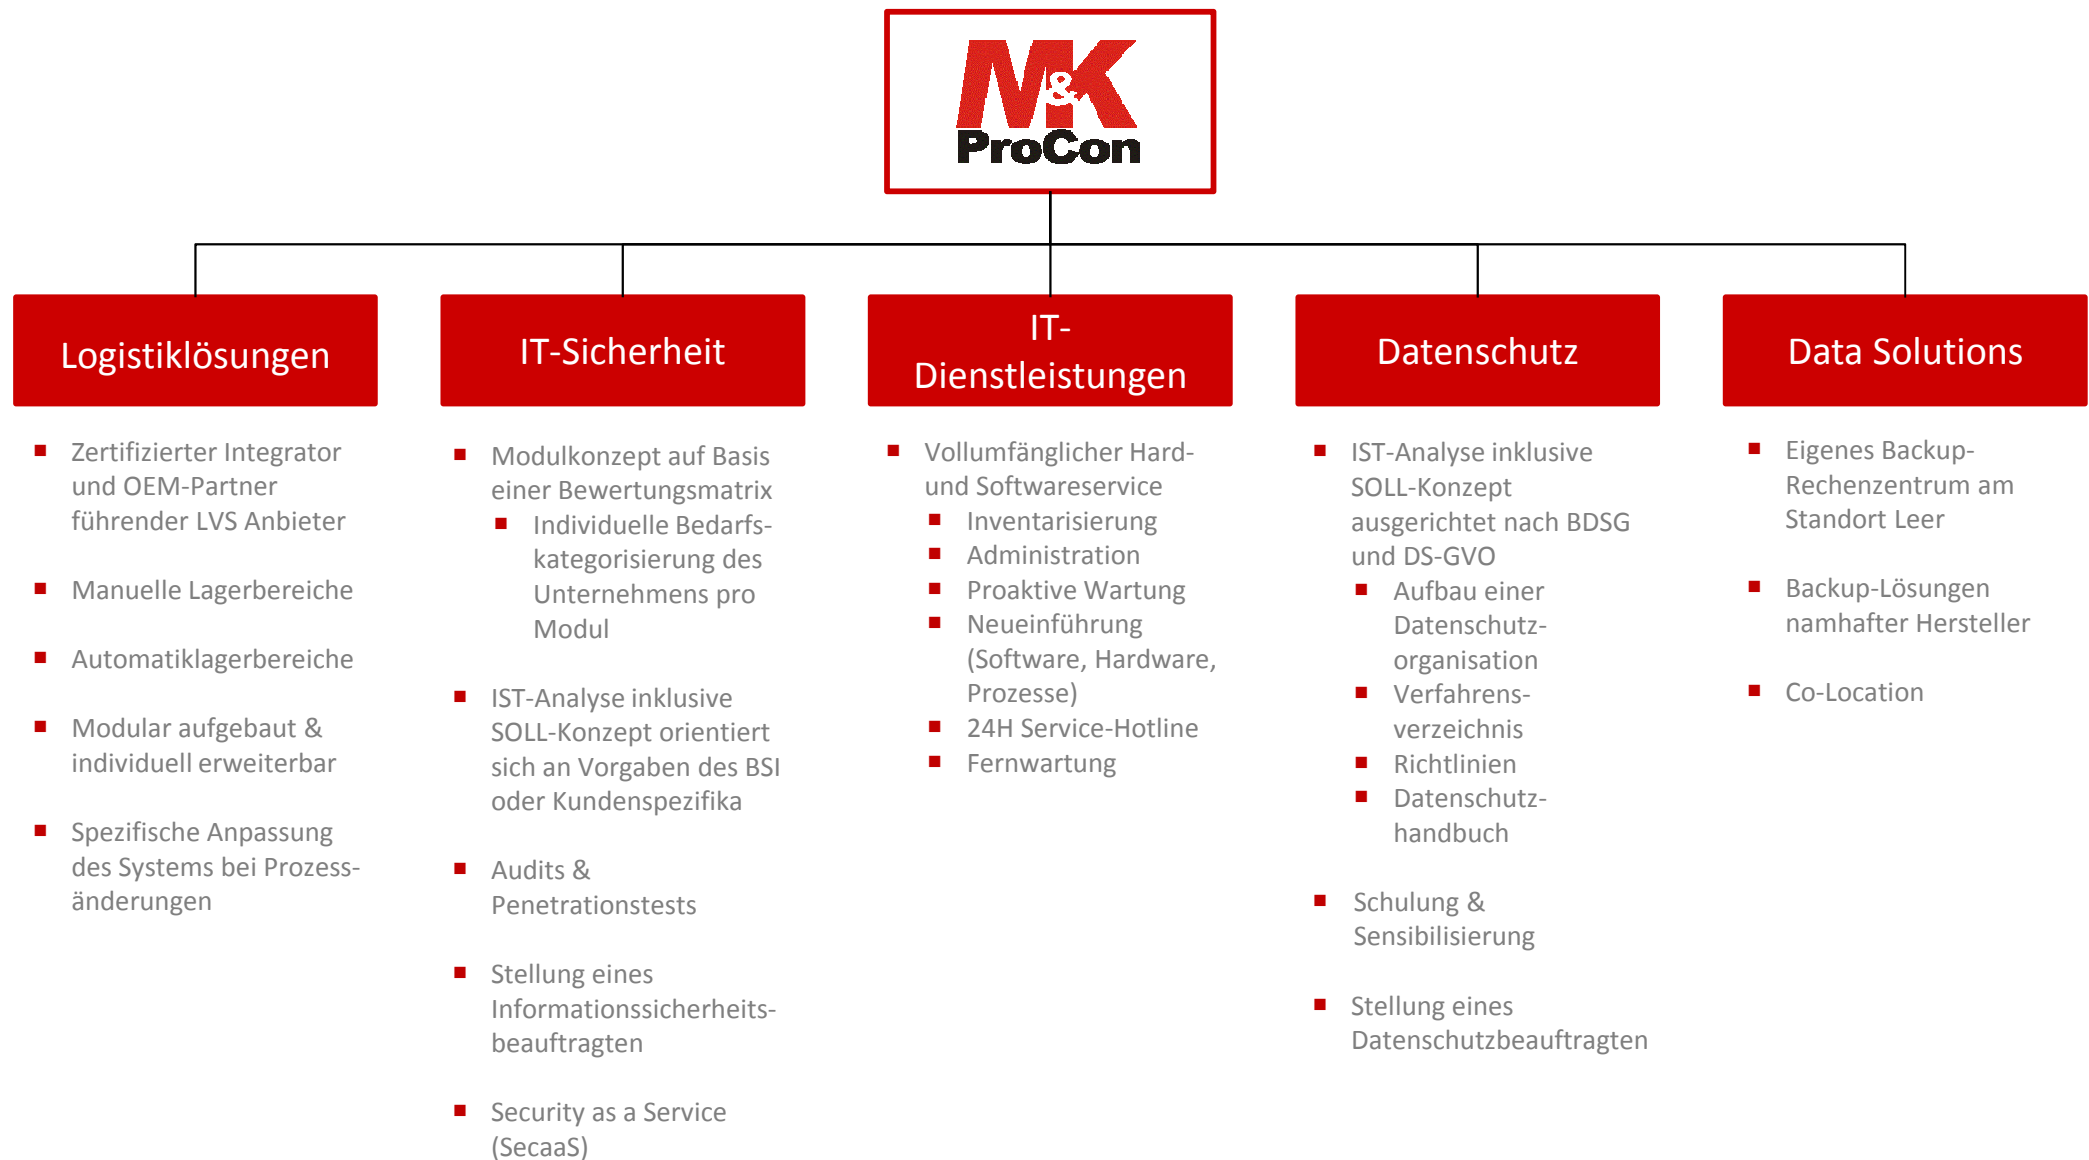 M&K
ProCon
Logistiklösungen
Zertifizierter Integrator
und OEM-Partner
führender LVS Anbieter
Manuelle Lagerbereiche
Automatiklagerbereiche
Modular aufgebaut &
individuell erweiterbar
Spezifische Anpassung
des Systems bei Prozess-
änderungen
IT-Sicherheit
Modulkonzept auf Basis
einer Bewertungsmatrix
Individuelle Bedarfs-
kategorisierung des
Unternehmens pro
Modul
IST-Analyse inklusive
SOLL-Konzept orientiert
sich an Vorgaben des BSI
oder Kundenspezifika
Audits &
Penetrationstests
Stellung eines
Informationssicherheits-
beauftragten
Security as a Service
(SecaaS)
IT-
Dienstleistungen
Vollumfänglicher Hard-
und Softwareservice
Inventarisierung
Administration
Proaktive Wartung
Neueinführung
(Software, Hardware,
Prozesse)
24H Service-Hotline
Fernwartung
Datenschutz
IST-Analyse inklusive
SOLL-Konzept
ausgerichtet nach BDSG
und DS-GVO
Aufbau einer
Datenschutz-
organisation
Verfahrens-
verzeichnis
Richtlinien
Datenschutz-
handbuch
Schulung &
Sensibilisierung
Stellung eines
Datenschutzbeauftragten
Data Solutions
Eigenes Backup-
Rechenzentrum am
Standort Leer
Backup-Lösungen
namhafter Hersteller
Co-Location